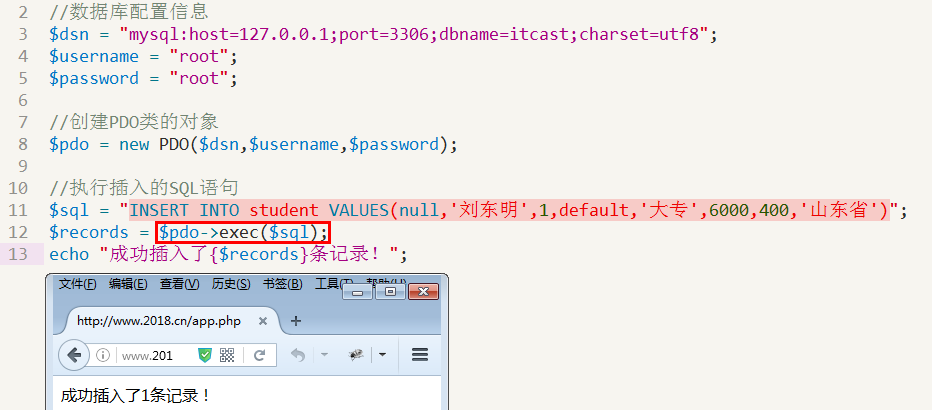 2 //数据库配置信息
3 $dsn = "mysql:host=127.0.0.1;port=3306;dbname=itcast;charset=utf8";
4 $username = "root";
5 $password = "root";
6
7 //创建PDO类的对象
8 $pdo = new PDO($dsn,$username,$password);
9
10 //执行插入的SQL语句
11 $sql = "INSERT INTO student VALUES(null,'刘东明',1,default,'大专',6000,400,'山东省')";
12 $records = $pdo->exec($sql);
13 echo "成功插入了{$records}条记录！";
文件(F) 编辑(E) 查看(V) 历史(S) 书签(B) 工具(T) 帮助(H)
http://www.2018.cn/app.php × +
www.201
成功插入了1条记录！